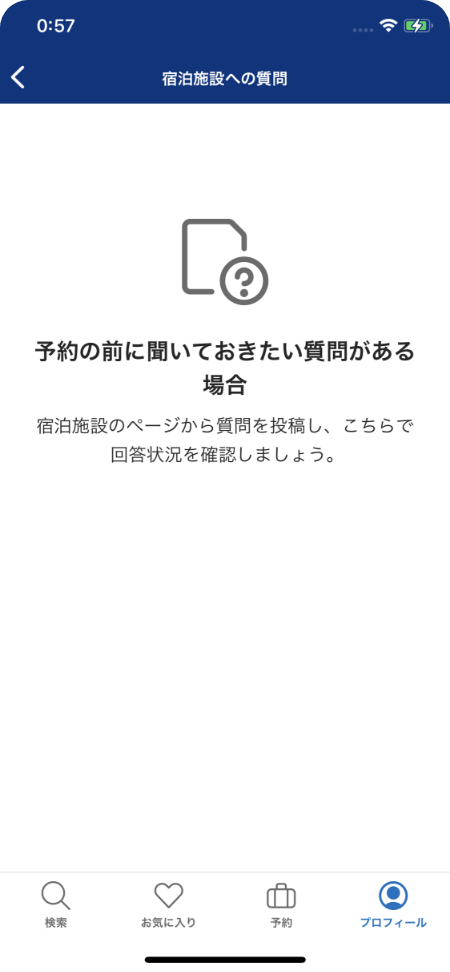 0:57
宿泊施設への質問
予約の前に聞いておきたい質問がある
場合
宿泊施設のページから質問を投稿し、こちらで
回答状況を確認しましょう。
検索
お気に入り
予約
プロフィール